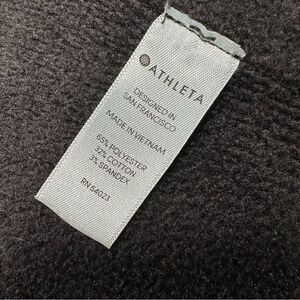 ATHLETA
DESIGNED IN
SAN FRANCISCO
MADE IN VIETNAM
65% POLYESTER
32% COTTON
3% SPANDEX
RN 54023